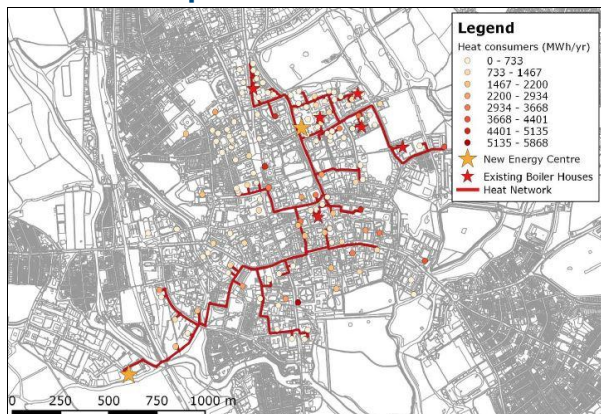 Legend
Heat consumers (MWh/yr)
0 - 733
733 - 1467
1467 - 2200
2200 - 2934
2934 - 3668
3668 - 4401
4401 - 5135
5135 - 5868
New Energy Centre
Existing Boiler Houses
Heat Network
0 250 500 750 1000 m